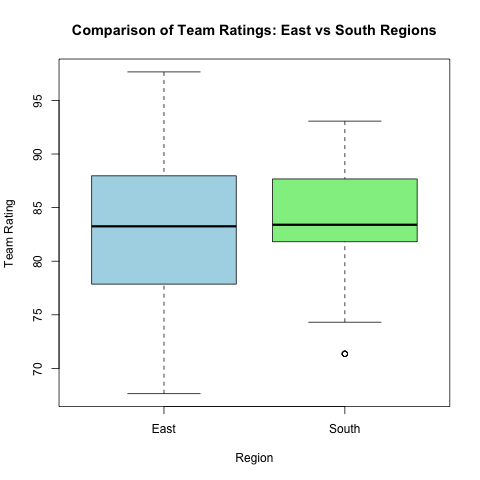 Comparison of Team Ratings: East vs South Regions
Team Rating
95
90
85
80
75
70
East
South
Region